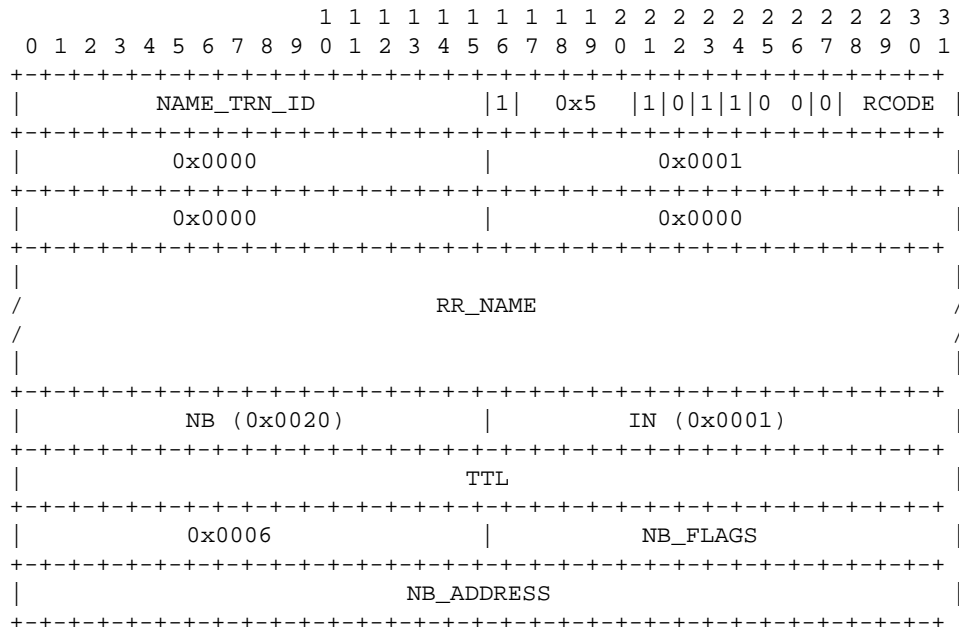 1 1 1 1 1 1 1 1 1 1 2 2 2 2 2 2 2 2 2 2 3 3
 0 1 2 3 4 5 6 7 8 9 0 1 2 3 4 5 6 7 8 9 0 1 2 3 4 5 6 7 8 9 0 1
+-+-+-+-+-+-+-+-+-+-+-+-+-+-+-+-+-+-+-+-+-+-+-+-+-+-+-+-+-+-+-+-+
|         NAME_TRN_ID           |1|  0x5  |1|0|1|1|0 0|0| RCODE |
+-+-+-+-+-+-+-+-+-+-+-+-+-+-+-+-+-+-+-+-+-+-+-+-+-+-+-+-+-+-+-+-+
|          0x0000               |           0x0001              |
+-+-+-+-+-+-+-+-+-+-+-+-+-+-+-+-+-+-+-+-+-+-+-+-+-+-+-+-+-+-+-+-+
|          0x0000               |           0x0000              |
+-+-+-+-+-+-+-+-+-+-+-+-+-+-+-+-+-+-+-+-+-+-+-+-+-+-+-+-+-+-+-+-+
|                                                               |
/                            RR_NAME                            /
/                                                               /
|                                                               |
+-+-+-+-+-+-+-+-+-+-+-+-+-+-+-+-+-+-+-+-+-+-+-+-+-+-+-+-+-+-+-+-+
|           NB (0x0020)         |         IN (0x0001)           |
+-+-+-+-+-+-+-+-+-+-+-+-+-+-+-+-+-+-+-+-+-+-+-+-+-+-+-+-+-+-+-+-+
|                              TTL                              |
+-+-+-+-+-+-+-+-+-+-+-+-+-+-+-+-+-+-+-+-+-+-+-+-+-+-+-+-+-+-+-+-+
|           0x0006              |          NB_FLAGS             |
+-+-+-+-+-+-+-+-+-+-+-+-+-+-+-+-+-+-+-+-+-+-+-+-+-+-+-+-+-+-+-+-+
|                          NB_ADDRESS                           |
+-+-+-+-+-+-+-+-+-+-+-+-+-+-+-+-+-+-+-+-+-+-+-+-+-+-+-+-+-+-+-+-+